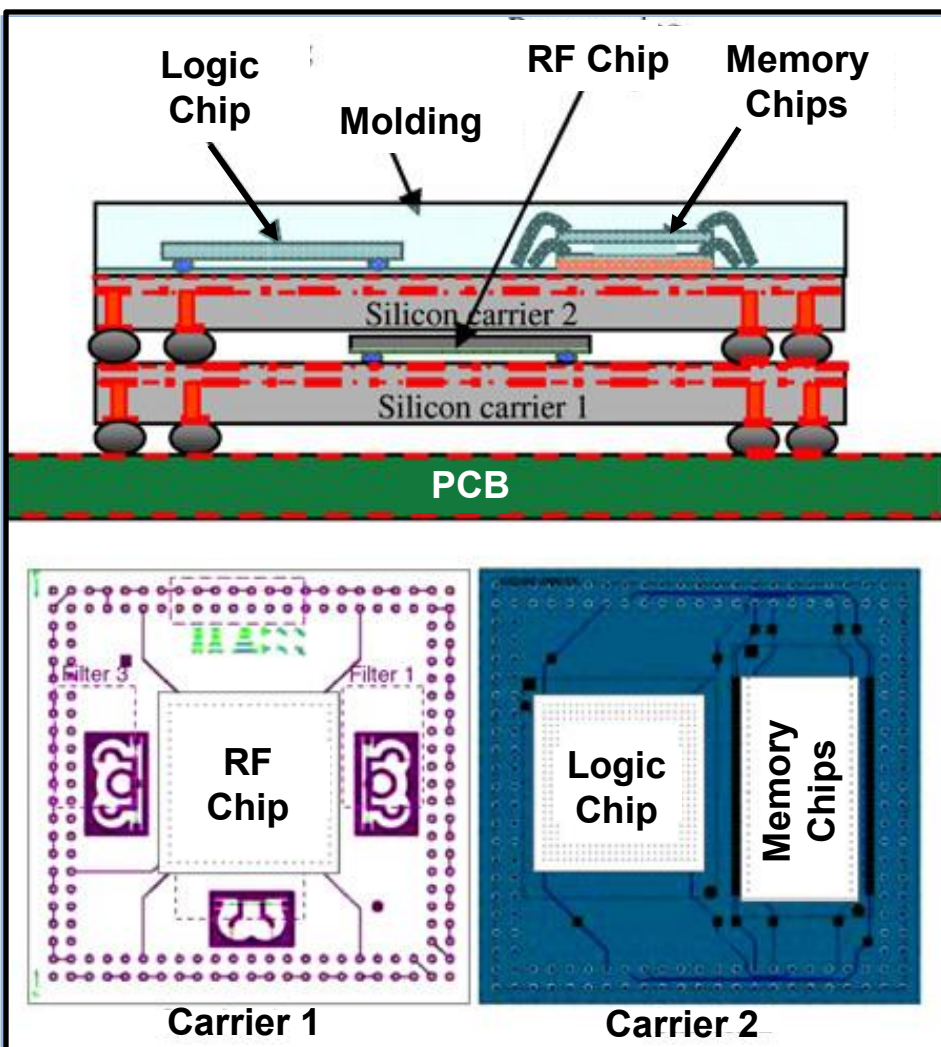 Logic
Chip
Molding
RF Chip
Memory
Chips
Silicon carrier 2
Silicon carrier 1
PCB
Filter 3
Filter 1
RF
Chip
Logic
Chip
Memory
Chips
Carrier 1
Carrier 2